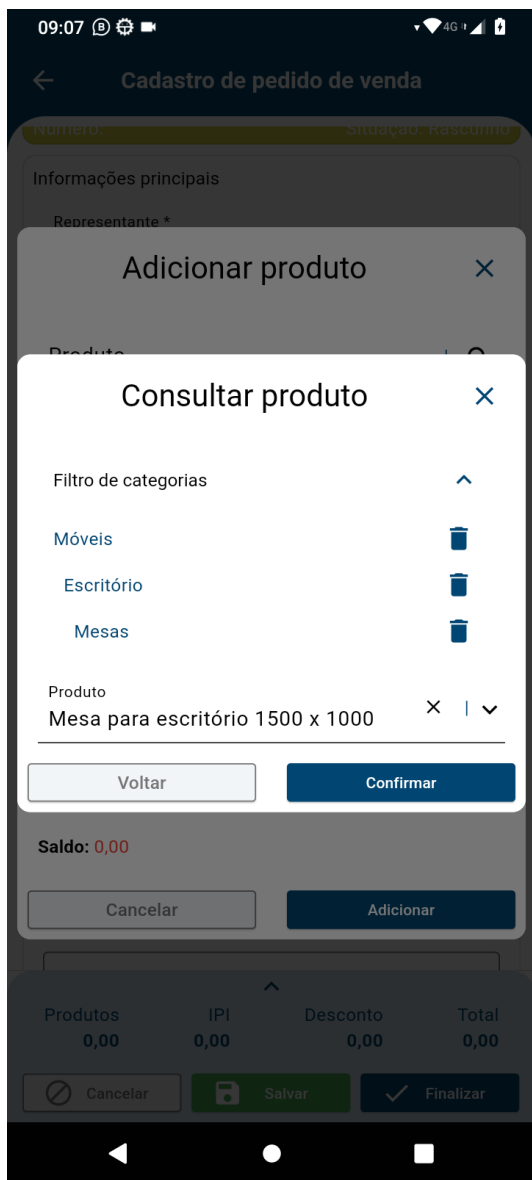 09:07 4G
Cadastro de pedido de venda
Número: Situação: Rascunho
Informações principais
Representante *
Adicionar produto
Produto
Consultar produto
Filtro de categorias
Móveis
Escritório
Mesas
Produto
Mesa para escritório 1500 x 1000
Voltar Confirmar
Saldo: 0,00
Cancelar Adicionar
Produtos IPI Desconto Total
0,00 0,00 0,00 0,00
Cancelar Salvar Finalizar